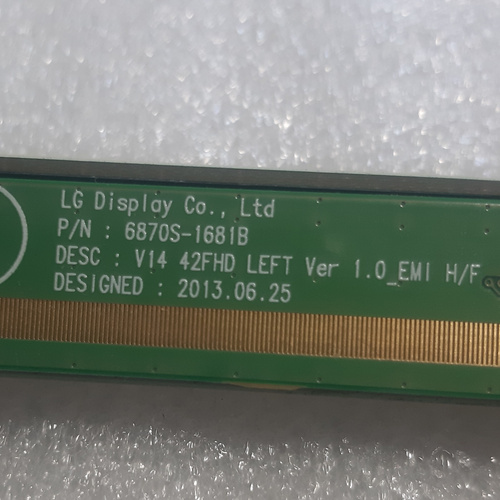 LG Display Co., Ltd
P/N : 6870S-1681B
DESC : V14 42FHD LEFT Ver 1.0_EMI H/F
DESIGNED : 2013.06.25